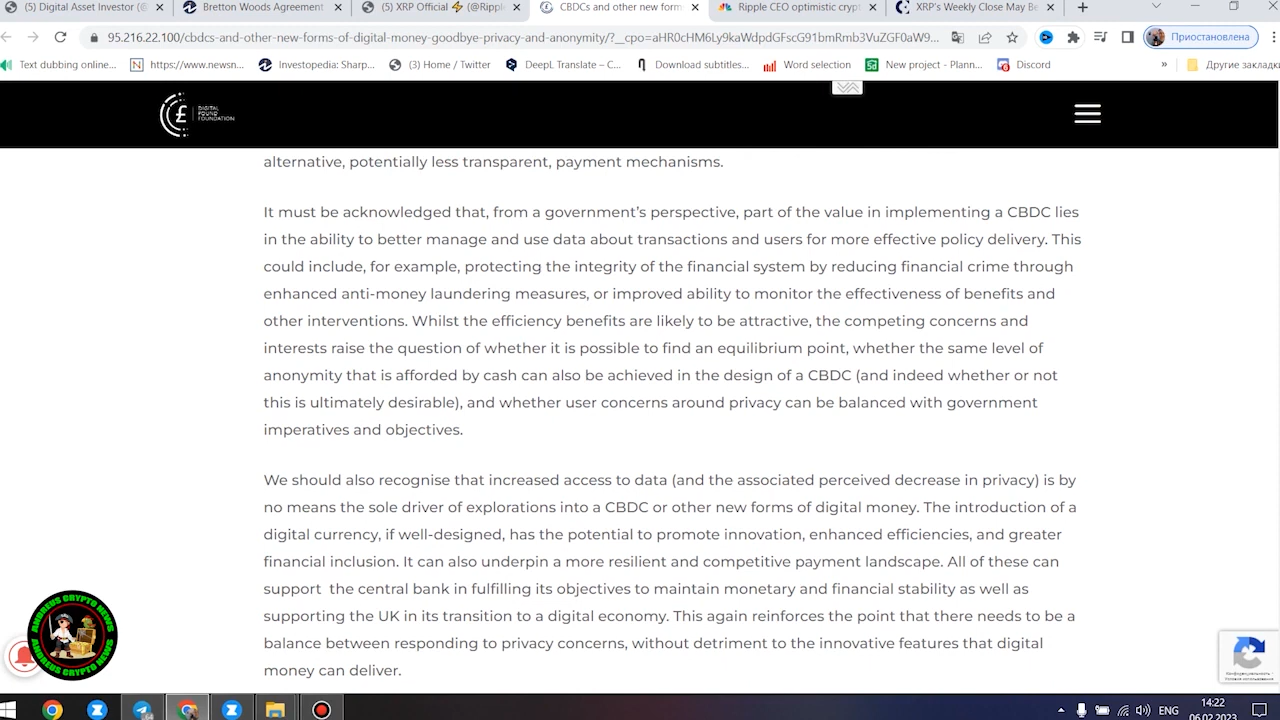 (5) Digital Asset Investor (@
Bretton Woods Agreement
(5) XRP Official ⚡ (@Ripple
CBDCs and other new form
Ripple CEO optimistic crypt
XRP's Weekly Close May Be
95.216.22.100/cbdcs-and-other-new-forms-of-digital-money-goodbye-privacy-and-anonymity/?__cpo=aHR0cHM6Ly9kaWdpdGFscG91bmRmb3VuZGF0aW9...
Приостановлена
Text dubbing online...
https://www.newsn...
Investopedia: Sharp...
(3) Home / Twitter
DeepL Translate – C...
Download subtitles...
Word selection
New project - Plann...
Discord
»
Другие закладки
DIGITAL
POUND
FOUNDATION
alternative, potentially less transparent, payment mechanisms.
It must be acknowledged that, from a government’s perspective, part of the value in implementing a CBDC lies
in the ability to better manage and use data about transactions and users for more effective policy delivery. This
could include, for example, protecting the integrity of the financial system by reducing financial crime through
enhanced anti-money laundering measures, or improved ability to monitor the effectiveness of benefits and
other interventions. Whilst the efficiency benefits are likely to be attractive, the competing concerns and
interests raise the question of whether it is possible to find an equilibrium point, whether the same level of
anonymity that is afforded by cash can also be achieved in the design of a CBDC (and indeed whether or not
this is ultimately desirable), and whether user concerns around privacy can be balanced with government
imperatives and objectives.
We should also recognise that increased access to data (and the associated perceived decrease in privacy) is by
no means the sole driver of explorations into a CBDC or other new forms of digital money. The introduction of a
digital currency, if well-designed, has the potential to promote innovation, enhanced efficiencies, and greater
financial inclusion. It can also underpin a more resilient and competitive payment landscape. All of these can
support the central bank in fulfilling its objectives to maintain monetary and financial stability as well as
supporting the UK in its transition to a digital economy. This again reinforces the point that there needs to be a
balance between responding to privacy concerns, without detriment to the innovative features that digital
money can deliver.
ANDREUS CRYPTO NEWS
ANDREUS CRYPTO NEWS
Конфиденциальность -
Условия использования
ENG
14:22
06.02.2023